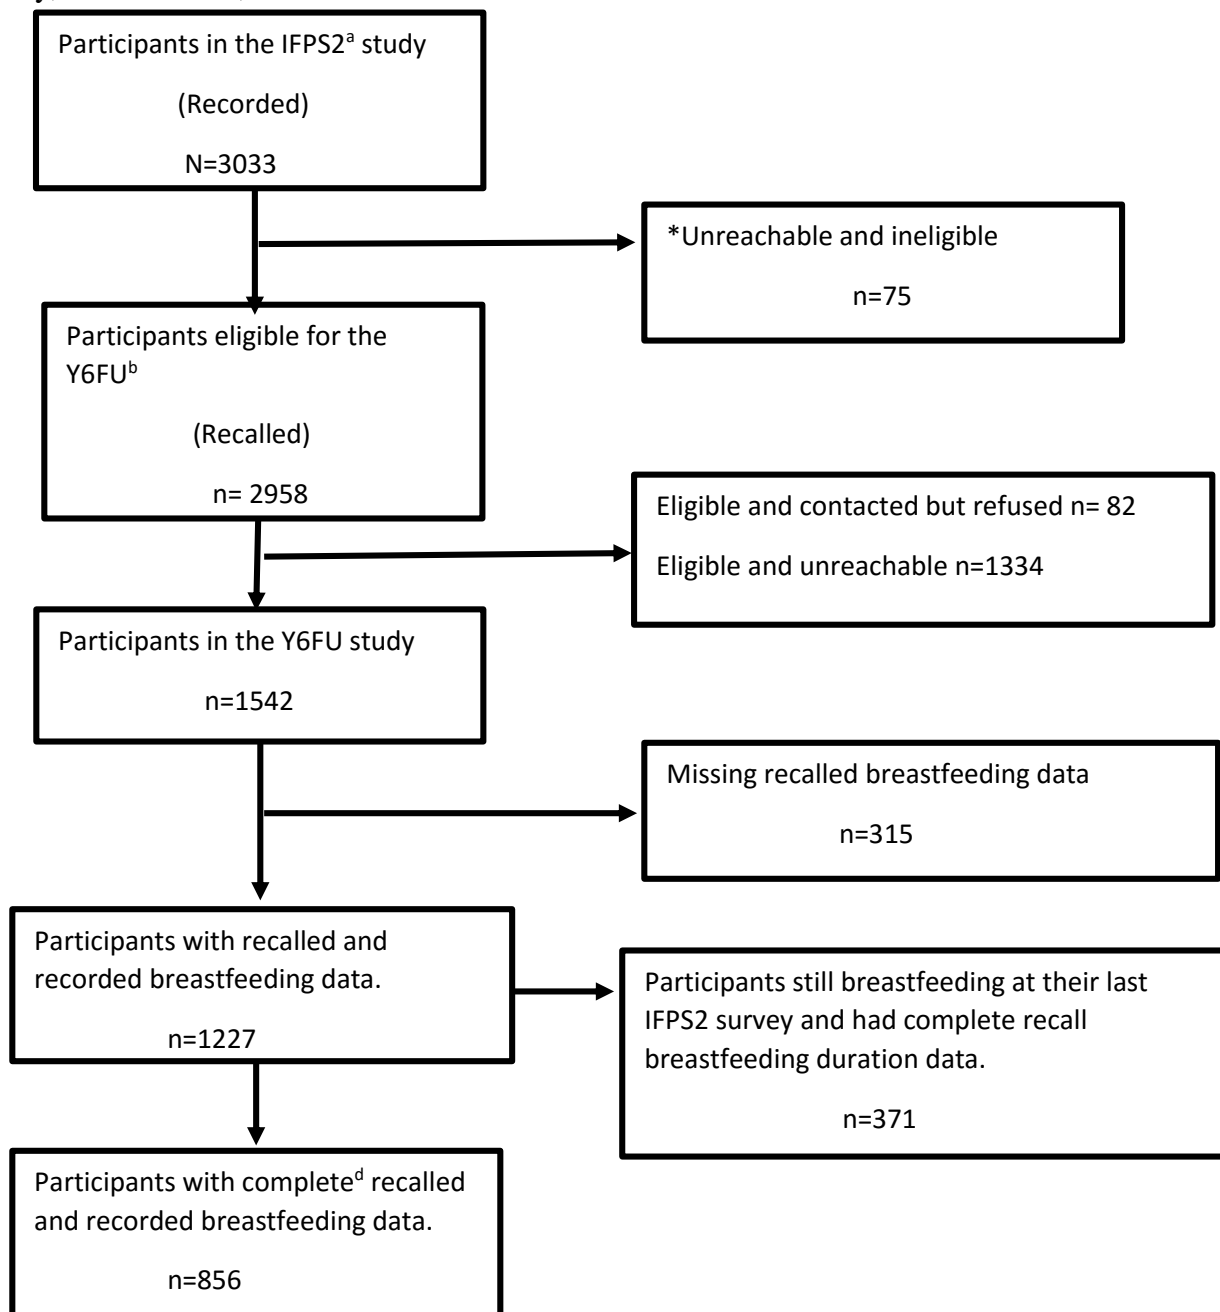 Participants in the IFPS2ᵃ study
(Recorded)
N=3033
*Unreachable and ineligible
n=75
Participants eligible for the
Y6FUᵇ
(Recalled)
n= 2958
Eligible and contacted but refused n= 82
Eligible and unreachable n=1334
Participants in the Y6FU study
n=1542
Missing recalled breastfeeding data
n=315
Participants with recalled and
recorded breastfeeding data.
n=1227
Participants still breastfeeding at their last
IFPS2 survey and had complete recall
breastfeeding duration data.
n=371
Participants with completeᵈ recalled
and recorded breastfeeding data.
n=856